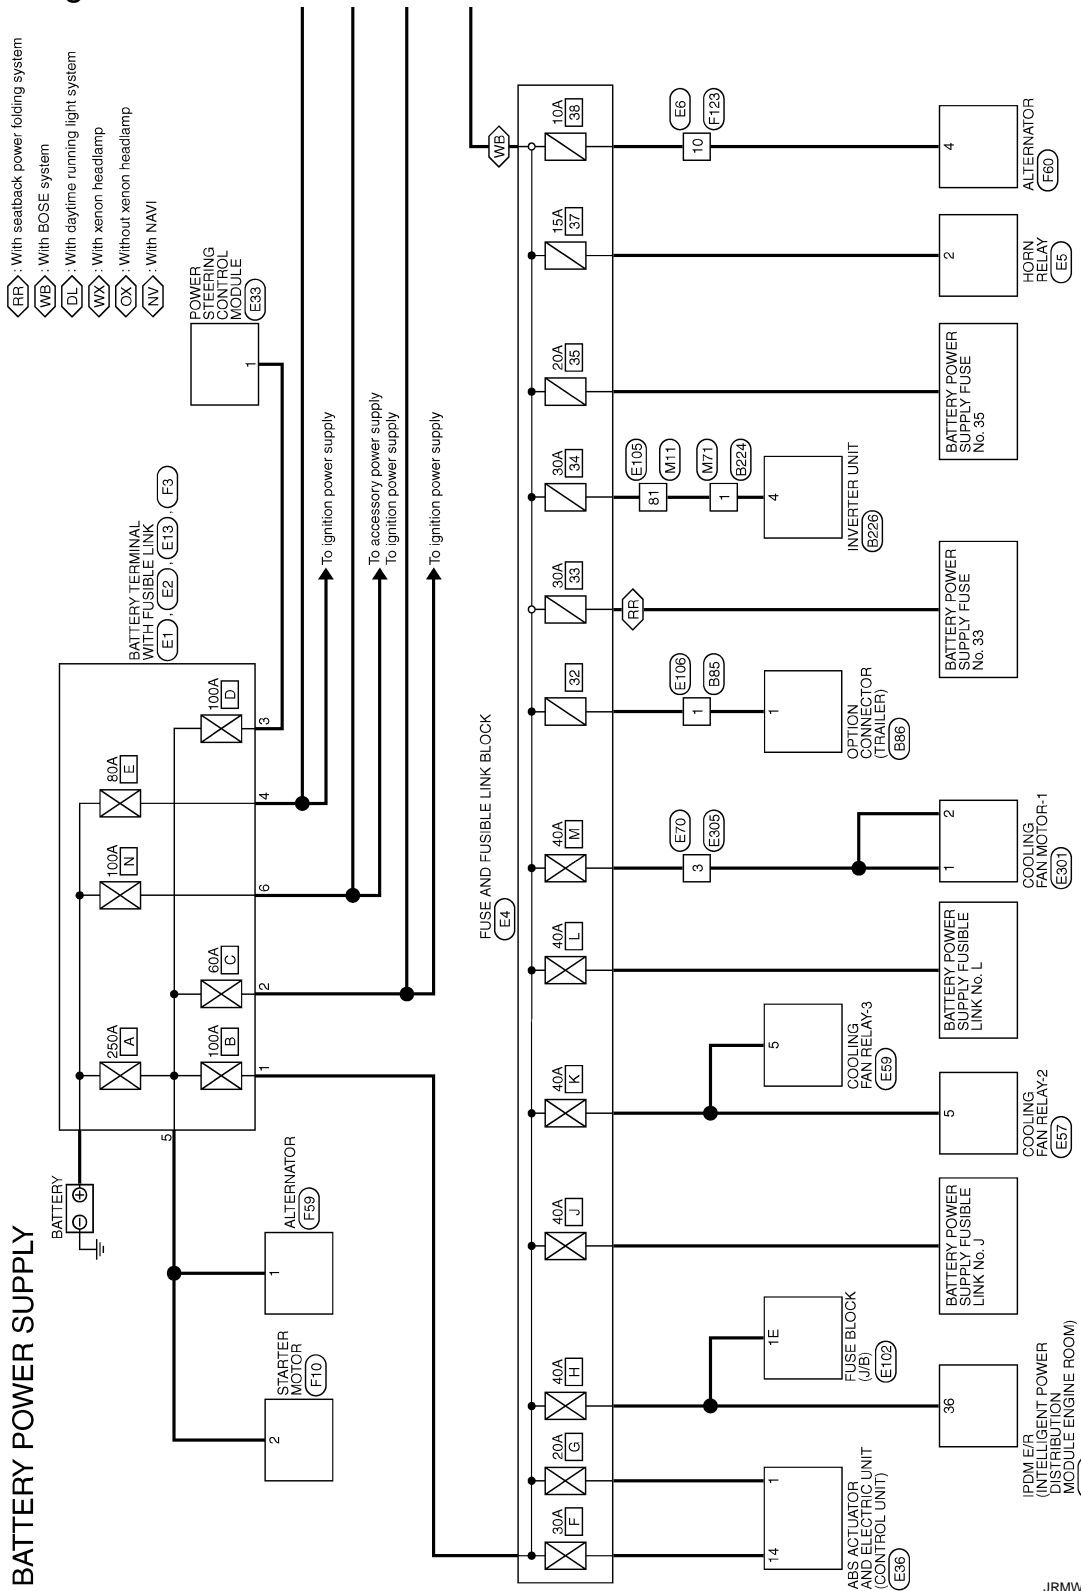 BATTERY POWER SUPPLY
RR : With seatback power folding system
WB : With BOSE system
DL : With daytime running light system
WX : With xenon headlamp
OX : Without xenon headlamp
NV : With NAVI
BATTERY
BATTERY TERMINAL
WITH FUSIBLE LINK
E1 , E2 , E13 , F3
250A
A
100A
N
80A
E
100A
B
60A
C
100A
D
5
1
2
6
4
3
POWER
STEERING
CONTROL
MODULE
E33
1
STARTER
MOTOR
F10
2
ALTERNATOR
F59
1
To ignition power supply
To accessory power supply
To ignition power supply
To ignition power supply
FUSE AND FUSIBLE LINK BLOCK
E4
WB
30A
F
20A
G
40A
H
40A
J
40A
K
40A
L
40A
M
32
30A
33
30A
34
20A
35
15A
37
10A
38
RR
E70
3
E305
E106
1
B85
E105
81
M11
M71
1
B224
E6
10
F123
14
1
ABS ACTUATOR
AND ELECTRIC UNIT
(CONTROL UNIT)
E36
1E
FUSE BLOCK
(J/B)
E102
36
IPDM E/R
(INTELLIGENT POWER
DISTRIBUTION
MODULE ENGINE ROOM)
BATTERY POWER
SUPPLY FUSIBLE
LINK No. J
5
COOLING
FAN RELAY-3
E59
5
COOLING
FAN RELAY-2
E57
BATTERY POWER
SUPPLY FUSIBLE
LINK No. L
1
2
COOLING
FAN MOTOR-1
E301
1
OPTION
CONNECTOR
(TRAILER)
B86
BATTERY POWER
SUPPLY FUSE
No. 33
4
INVERTER UNIT
B226
BATTERY POWER
SUPPLY FUSE
No. 35
2
HORN
RELAY
E5
4
ALTERNATOR
F60